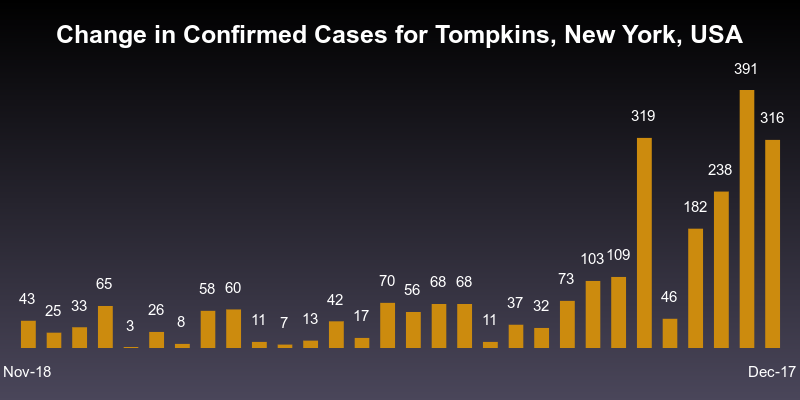 Change in Confirmed Cases for Tompkins, New York, USA
43 25 33 65 3 26 8 58 60 11 7 13 42 17 70 56 68 68 11 37 32 73 103 109 319 46 182 238 391 316
Nov-18 Dec-17